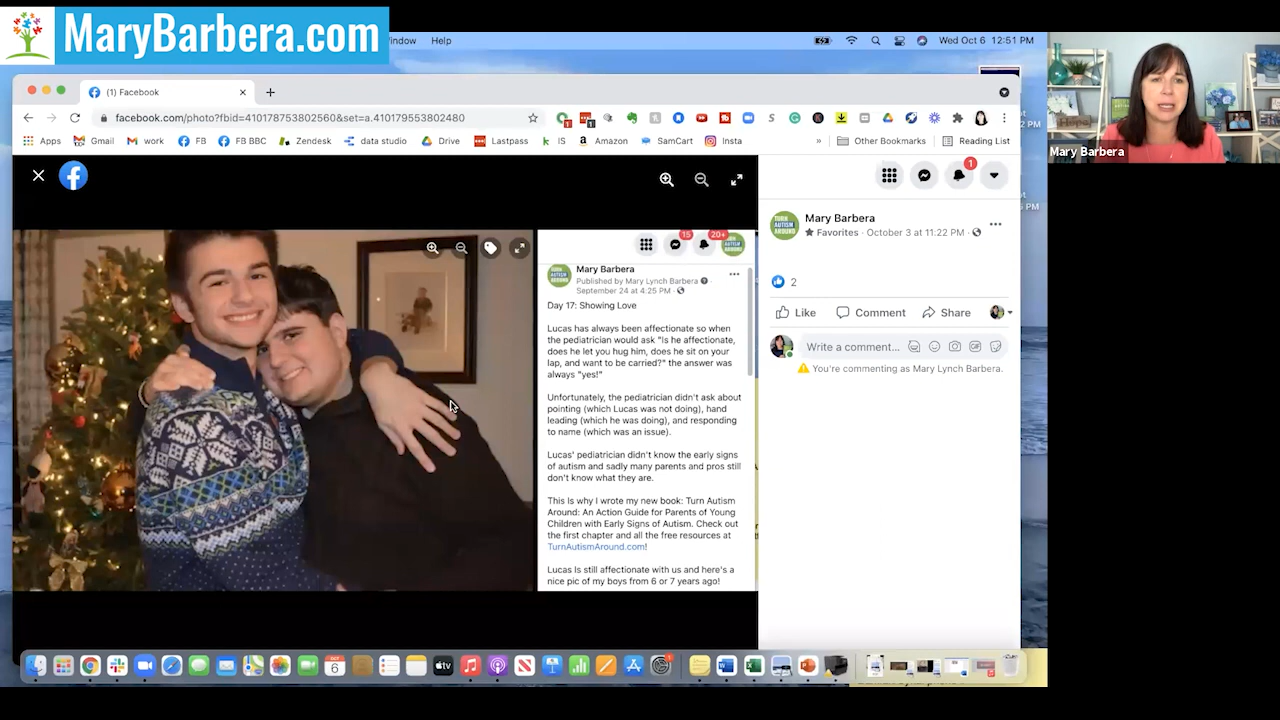 MaryBarbera.com
Window Help
Wed Oct 6 12:51 PM
(1) Facebook
facebook.com/photo?fbid=410178753802560&set=a.410179553802480
Apps Gmail work FB FB BBC Zendesk data studio Drive Lastpass IS Amazon SamCart Insta » Other Bookmarks Reading List
Mary Barbera
1
Mary Barbera
Favorites · October 3 at 11:22 PM ·
2
Like Comment Share
Write a comment...
You're commenting as Mary Lynch Barbera.
15 20+
Mary Barbera
Published by Mary Lynch Barbera
September 24 at 4:25 PM ·
Day 17: Showing Love
Lucas has always been affectionate so when
the pediatrician would ask "Is he affectionate,
does he let you hug him, does he sit on your
lap, and want to be carried?" the answer was
always "yes!"
Unfortunately, the pediatrician didn't ask about
pointing (which Lucas was not doing), hand
leading (which he was doing), and responding
to name (which was an issue).
Lucas' pediatrician didn't know the early signs
of autism and sadly many parents and pros still
don't know what they are.
This Is why I wrote my new book: Turn Autism
Around: An Action Guide for Parents of Young
Children with Early Signs of Autism. Check out
the first chapter and all the free resources at
TurnAutismAround.com!
Lucas Is still affectionate with us and here's a
nice pic of my boys from 6 or 7 years ago!